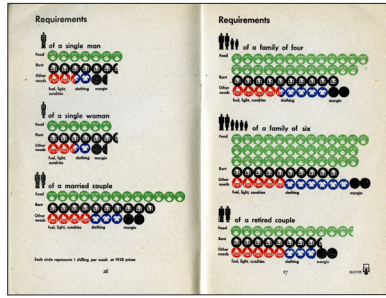 Requirements
of a single man
Food
Rent
Other
needs
fuel, light, clothing margin
sundries
of a single woman
Food
Rent
Other
needs
fuel, light, clothing margin
sundries
of a married couple
Food
Rent
Other
needs
fuel, light, sundries clothing margin
Each circle represents 1 shilling per week at 1938 prices
26
Requirements
of a family of four
Food
Rent
Other
needs
fuel, light, sundries clothing margin
of a family of six
Food
Rent
Other
needs
fuel, light, sundries clothing margin
of a retired couple
Food
Rent
Other
needs
fuel, light, sundries clothing margin
27